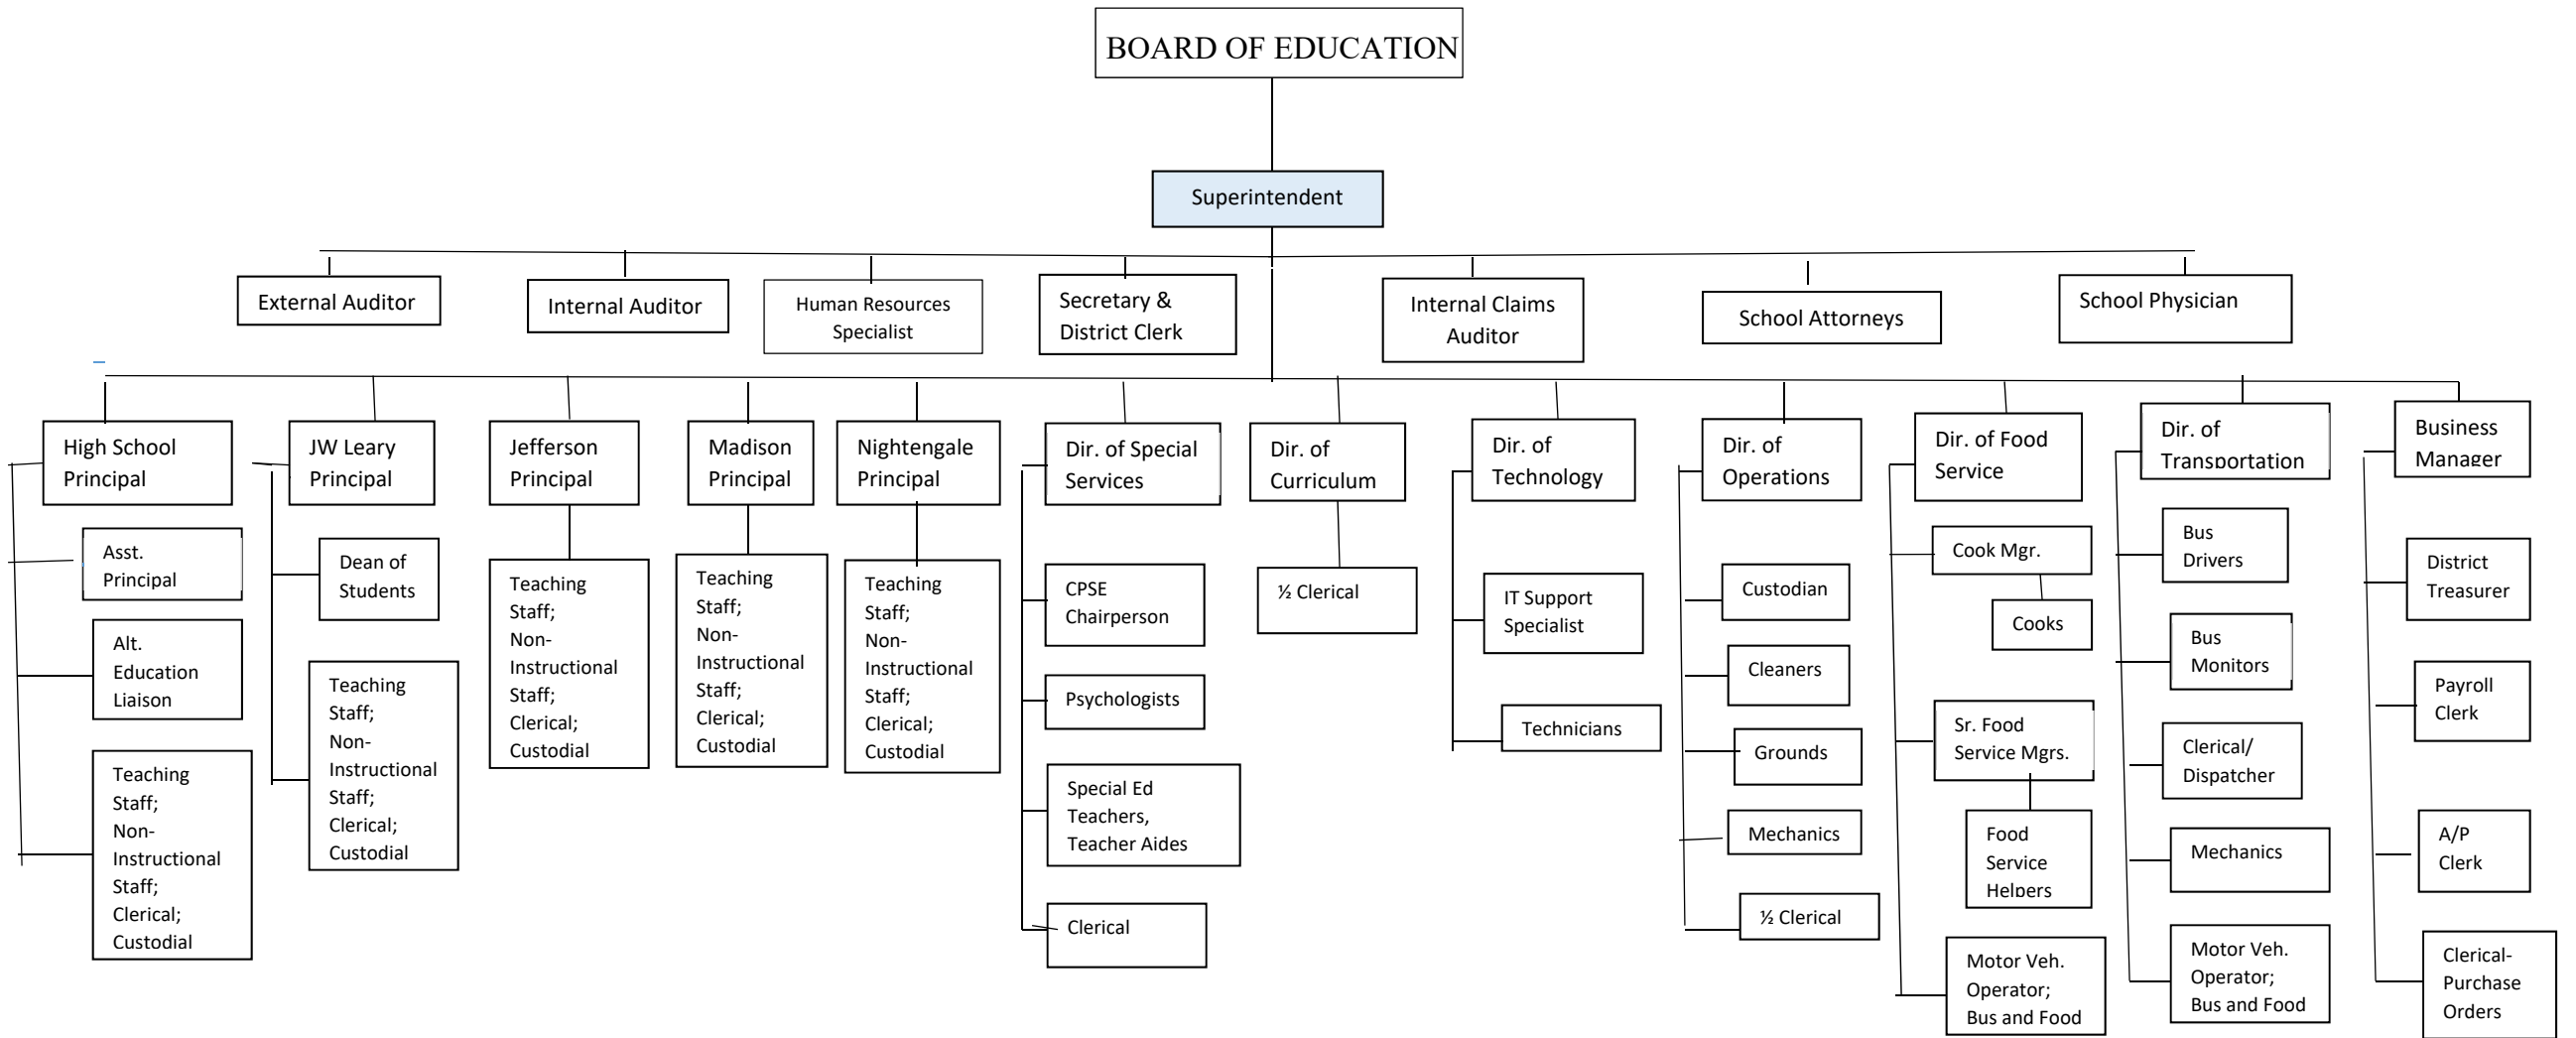 BOARD OF EDUCATION
Superintendent
External Auditor
Internal Auditor
Human Resources
Specialist
Secretary &
District Clerk
Internal Claims
Auditor
School Attorneys
School Physician
High School
Principal
JW Leary
Principal
Jefferson
Principal
Madison
Principal
Nightengale
Principal
Dir. of Special
Services
Dir. of
Curriculum
Dir. of
Technology
Dir. of
Operations
Dir. of Food
Service
Dir. of
Transportation
Business
Manager
Asst.
Principal
Alt.
Education
Liaison
Teaching
Staff;
Non-
Instructional
Staff;
Clerical;
Custodial
Dean of
Students
Teaching
Staff;
Non-
Instructional
Staff;
Clerical;
Custodial
Teaching
Staff;
Non-
Instructional
Staff;
Clerical;
Custodial
Teaching
Staff;
Non-
Instructional
Staff;
Clerical;
Custodial
Teaching
Staff;
Non-
Instructional
Staff;
Clerical;
Custodial
CPSE
Chairperson
Psychologists
Special Ed
Teachers,
Teacher Aides
Clerical
½ Clerical
IT Support
Specialist
Technicians
Custodian
Cleaners
Grounds
Mechanics
½ Clerical
Cook Mgr.
Cooks
Sr. Food
Service Mgrs.
Food
Service
Helpers
Motor Veh.
Operator;
Bus and Food
Bus
Drivers
Bus
Monitors
Clerical/
Dispatcher
Mechanics
Motor Veh.
Operator;
Bus and Food
District
Treasurer
Payroll
Clerk
A/P
Clerk
Clerical-
Purchase
Orders